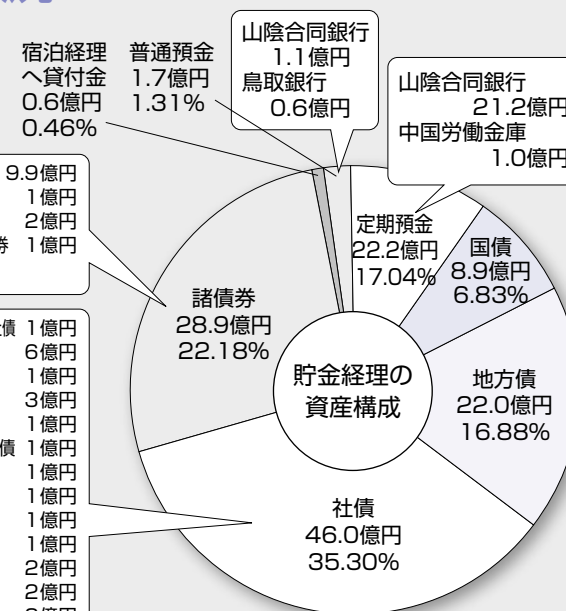 宿泊経理
へ貸付金
0.6億円
0.46%
普通預金
1.7億円
1.31%
山陰合同銀行
1.1億円
鳥取銀行
0.6億円
山陰合同銀行
21.2億円
中国労働金庫
1.0億円
9.9億円
1億円
2億円
券 1億円
定期預金
22.2億円
17.04%
国債
8.9億円
6.83%
諸債券
28.9億円
22.18%
貯金経理の
資産構成
地方債
22.0億円
16.88%
社債
46.0億円
35.30%
債 1億円
6億円
1億円
3億円
1億円
債 1億円
1億円
1億円
1億円
1億円
2億円
2億円